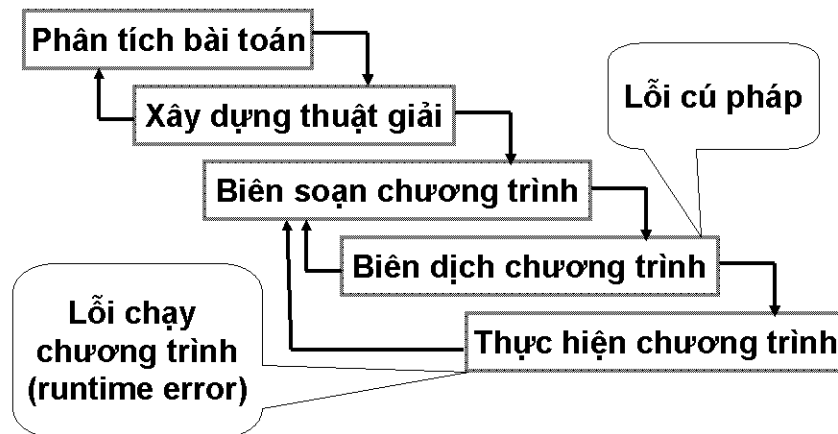 Phân tích bài toán
Xây dựng thuật giải
Lỗi cú pháp
Biên soạn chương trình
Biên dịch chương trình
Lỗi chạy
chương trình
(runtime error)
Thực hiện chương trình